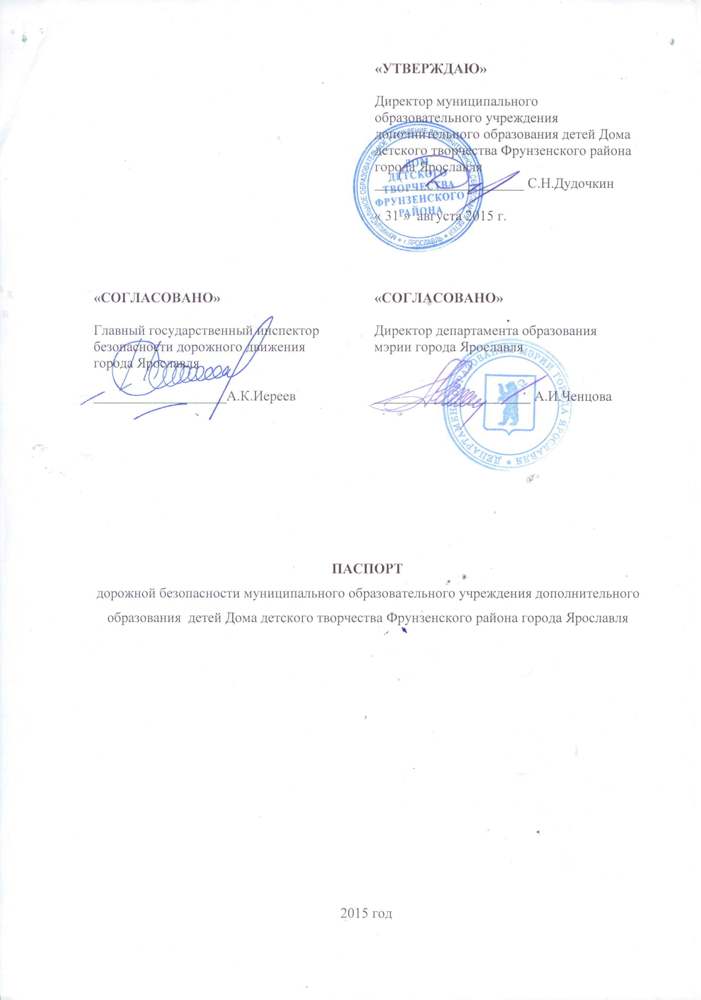 «УТВЕРЖДАЮ»
Директор муниципального
образовательного учреждения
дополнительного образования детей Дома
детского творчества Фрунзенского района
города Ярославля
С.Н.Дудочкин
« 31 » августа 2015 г.
МУНИЦИПАЛЬНОЕ ОБРАЗОВАТЕЛЬНОЕ УЧРЕЖДЕНИЕ ДОПОЛНИТЕЛЬНОГО ОБРАЗОВАНИЯ ДЕТЕЙ * г.ЯРОСЛАВЛЬ *
ДОМ
ДЕТСКОГО
ТВОРЧЕСТВА
ФРУНЗЕНСКОГО
РАЙОНА
«СОГЛАСОВАНО»
Главный государственный инспектор
безопасности дорожного движения
города Ярославля
А.К.Иереев
«СОГЛАСОВАНО»
Директор департамента образования
мэрии города Ярославля
А.И.Ченцова
ДЕПАРТАМЕНТ ОБРАЗОВАНИЯ МЭРИИ ГОРОДА ЯРОСЛАВЛЯ *
ПАСПОРТ
дорожной безопасности муниципального образовательного учреждения дополнительного
образования детей Дома детского творчества Фрунзенского района города Ярославля
2015 год